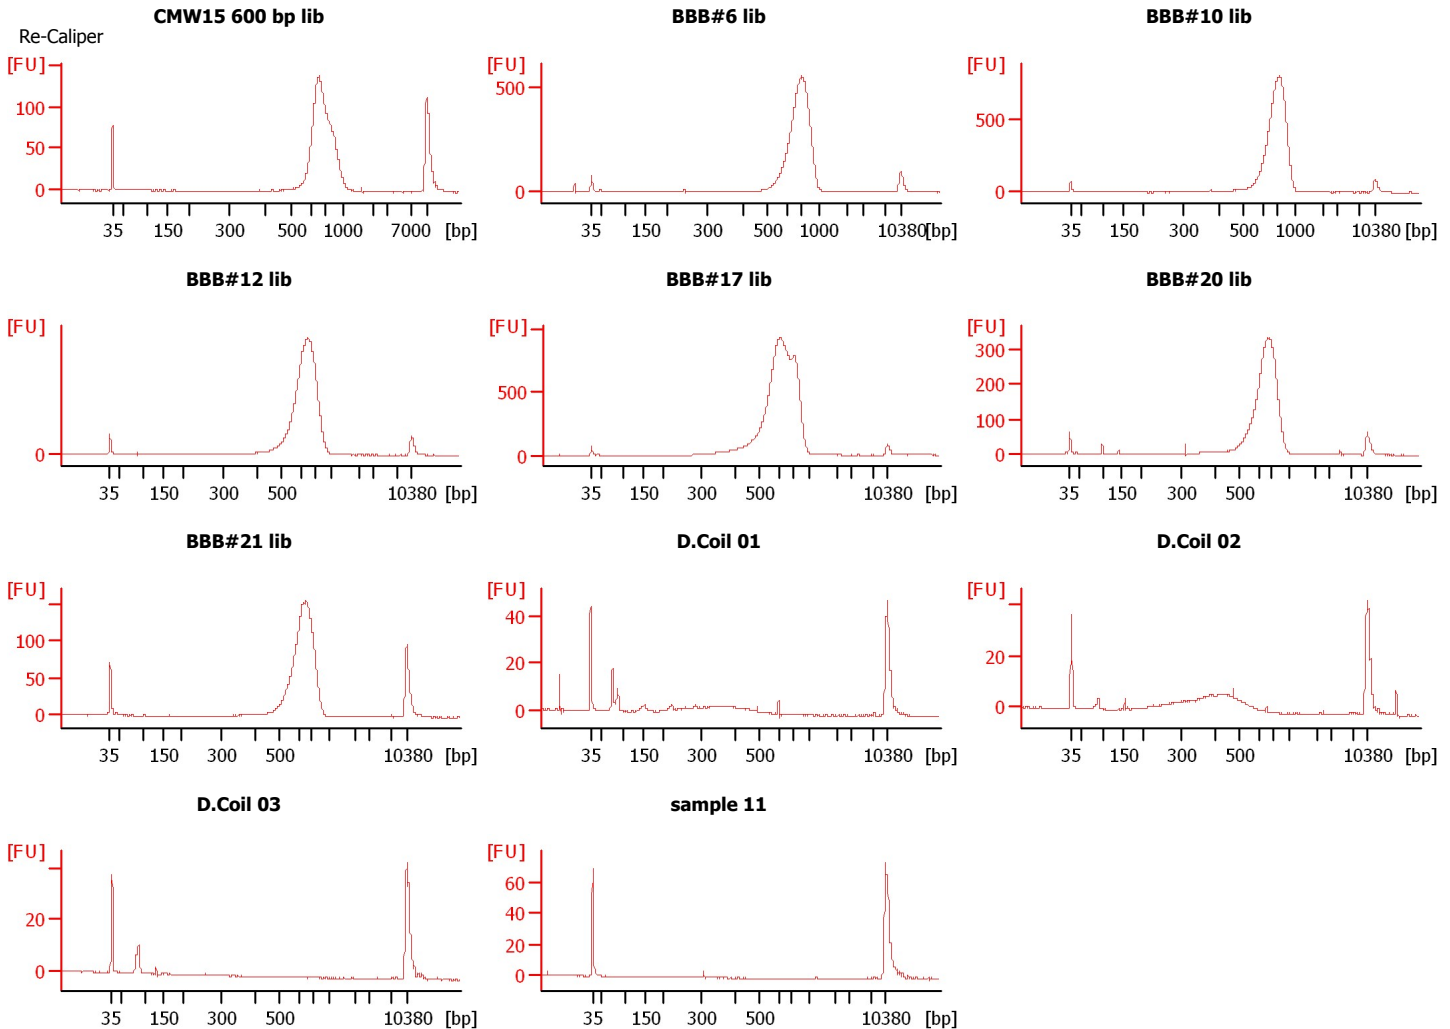 CMW15 600 bp lib
Re-Caliper
[FU]
100
50
0
35 150 300 500 1000 7000 [bp]
BBB#6 lib
[FU]
500
0
35 150 300 500 1000 10380 [bp]
BBB#10 lib
[FU]
500
0
35 150 300 500 1000 10380 [bp]
BBB#12 lib
[FU]
0
35 150 300 500 10380 [bp]
BBB#17 lib
[FU]
500
0
35 150 300 500 10380 [bp]
BBB#20 lib
[FU]
300
200
100
0
35 150 300 500 10380 [bp]
BBB#21 lib
[FU]
100
50
0
35 150 300 500 10380 [bp]
D.Coil 01
[FU]
40
20
0
35 150 300 500 10380 [bp]
D.Coil 02
[FU]
20
0
35 150 300 500 10380 [bp]
D.Coil 03
[FU]
20
0
35 150 300 500 10380 [bp]
sample 11
[FU]
60
40
20
0
35 150 300 500 10380 [bp]